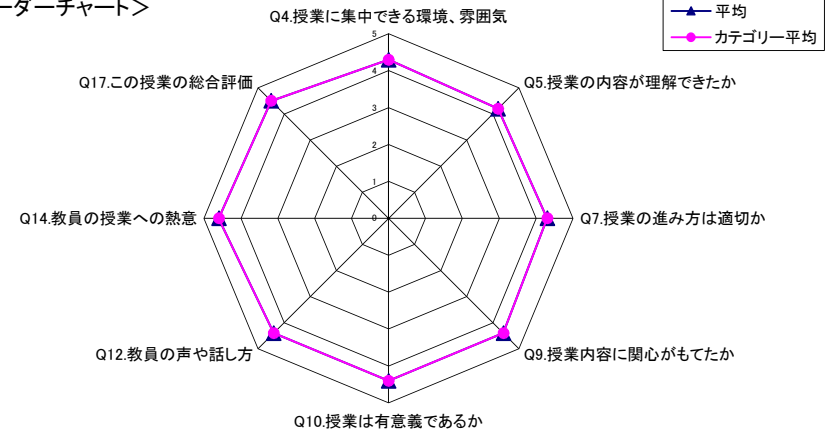 ーダーチャート＞
平均
カテゴリー平均
Q4.授業に集中できる環境、雰囲気
Q5.授業の内容が理解できたか
Q7.授業の進み方は適切か
Q9.授業内容に関心がもてたか
Q10.授業は有意義であるか
Q12.教員の声や話し方
Q14.教員の授業への熱意
Q17.この授業の総合評価
5
4
3
2
1
0